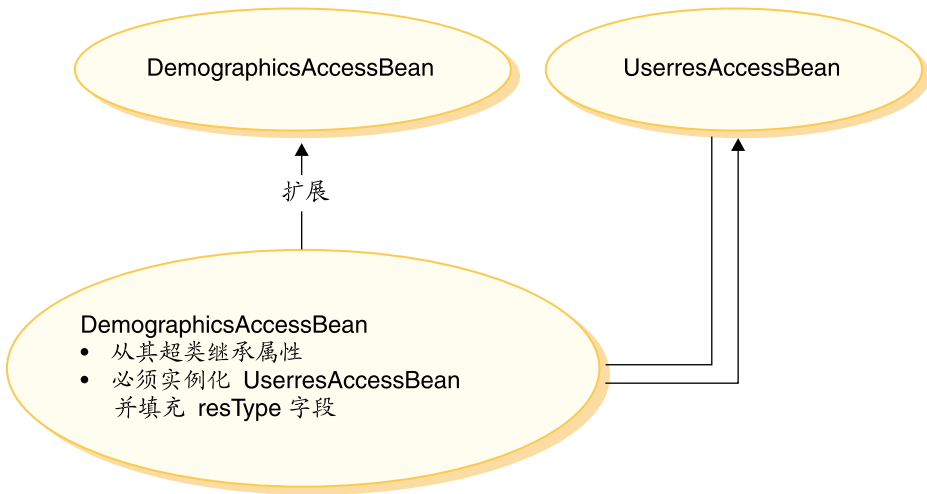 DemographicsAccessBean
UserresAccessBean
扩展
DemographicsAccessBean
• 从其超类继承属性
• 必须实例化 UserresAccessBean
并填充 resType 字段